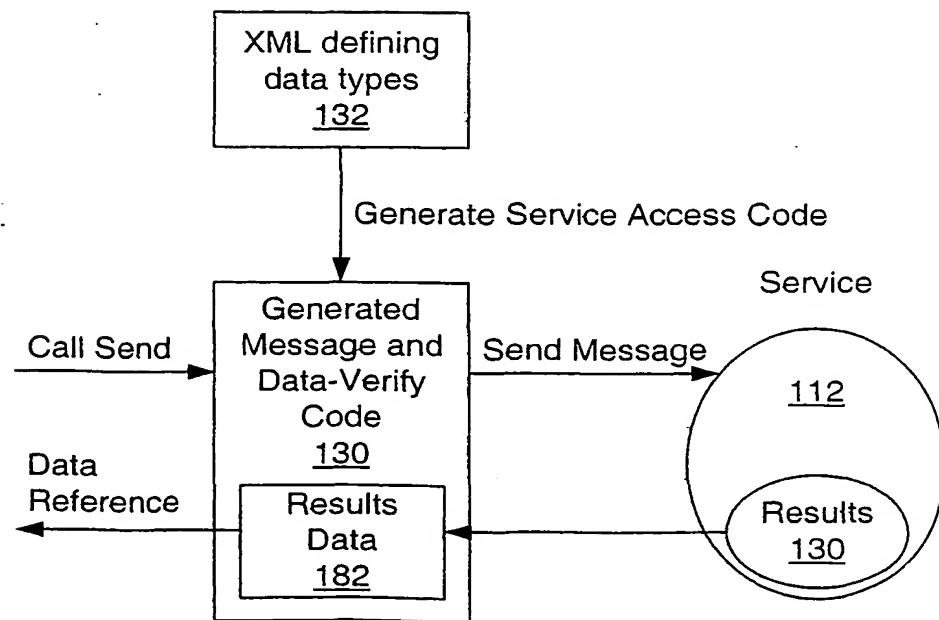 XML defining
data types
132
Generate Service Access Code
Service
Generated
Message and
Data-Verify
Code
130
Call Send
Send Message
112
Data
Reference
Results
Data
182
Results
130